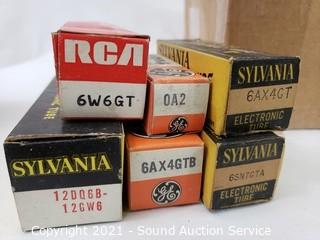 RCA
6W6GT
0A2
SYLVANIA
6AX4GT
ELECTRONIC
TUBE
SYLVANIA
12DQ6B-
12GW6
6AX4GTB
GE
SYLVANIA
6SN7GTA
ELECTRONIC
TUBE
Copyright 2021 - Sound Auction Service